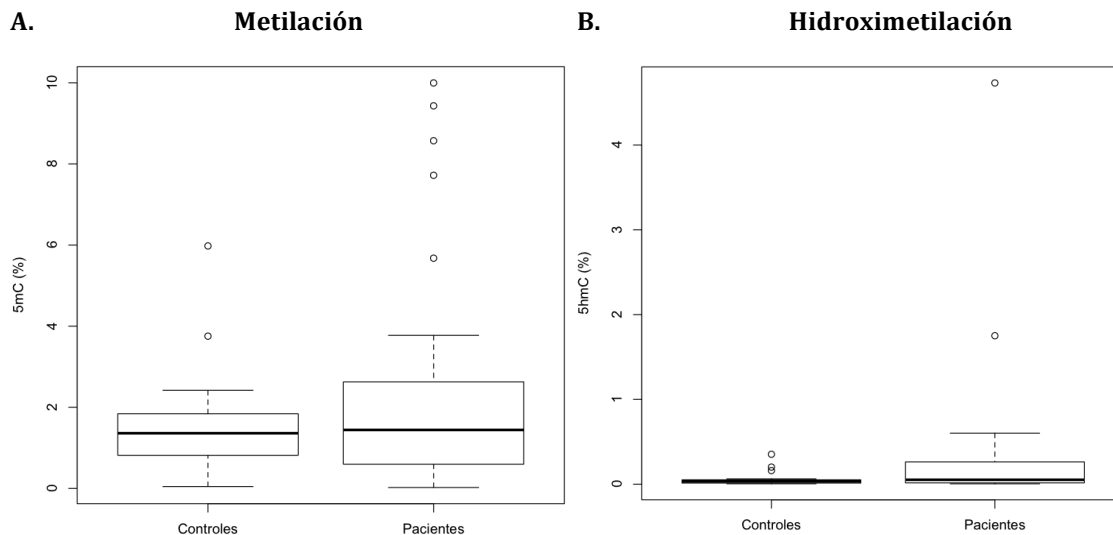 A. Metilación
B. Hidroximetilación
10
8
6
4
2
0
5mC (%)
Controles Pacientes
4
3
2
1
0
5hmC (%)
Controles Pacientes